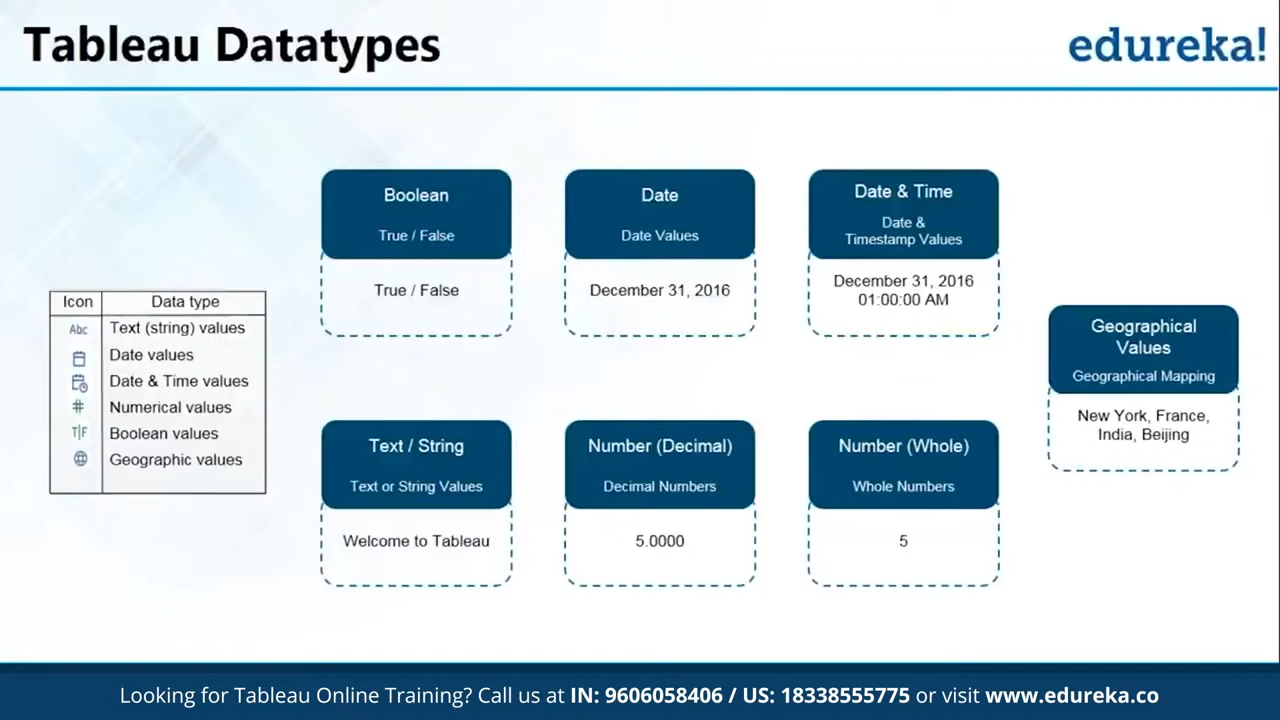 Tableau Datatypes
edureka!
Icon Data type
Abc Text (string) values
Date values
Date & Time values
# Numerical values
T|F Boolean values
Geographic values
Boolean
True / False
True / False
Date
Date Values
December 31, 2016
Date & Time
Date &
Timestamp Values
December 31, 2016
01:00:00 AM
Text / String
Text or String Values
Welcome to Tableau
Number (Decimal)
Decimal Numbers
5.0000
Number (Whole)
Whole Numbers
5
Geographical
Values
Geographical Mapping
New York, France,
India, Beijing
Looking for Tableau Online Training? Call us at IN: 9606058406 / US: 18338555775 or visit www.edureka.co